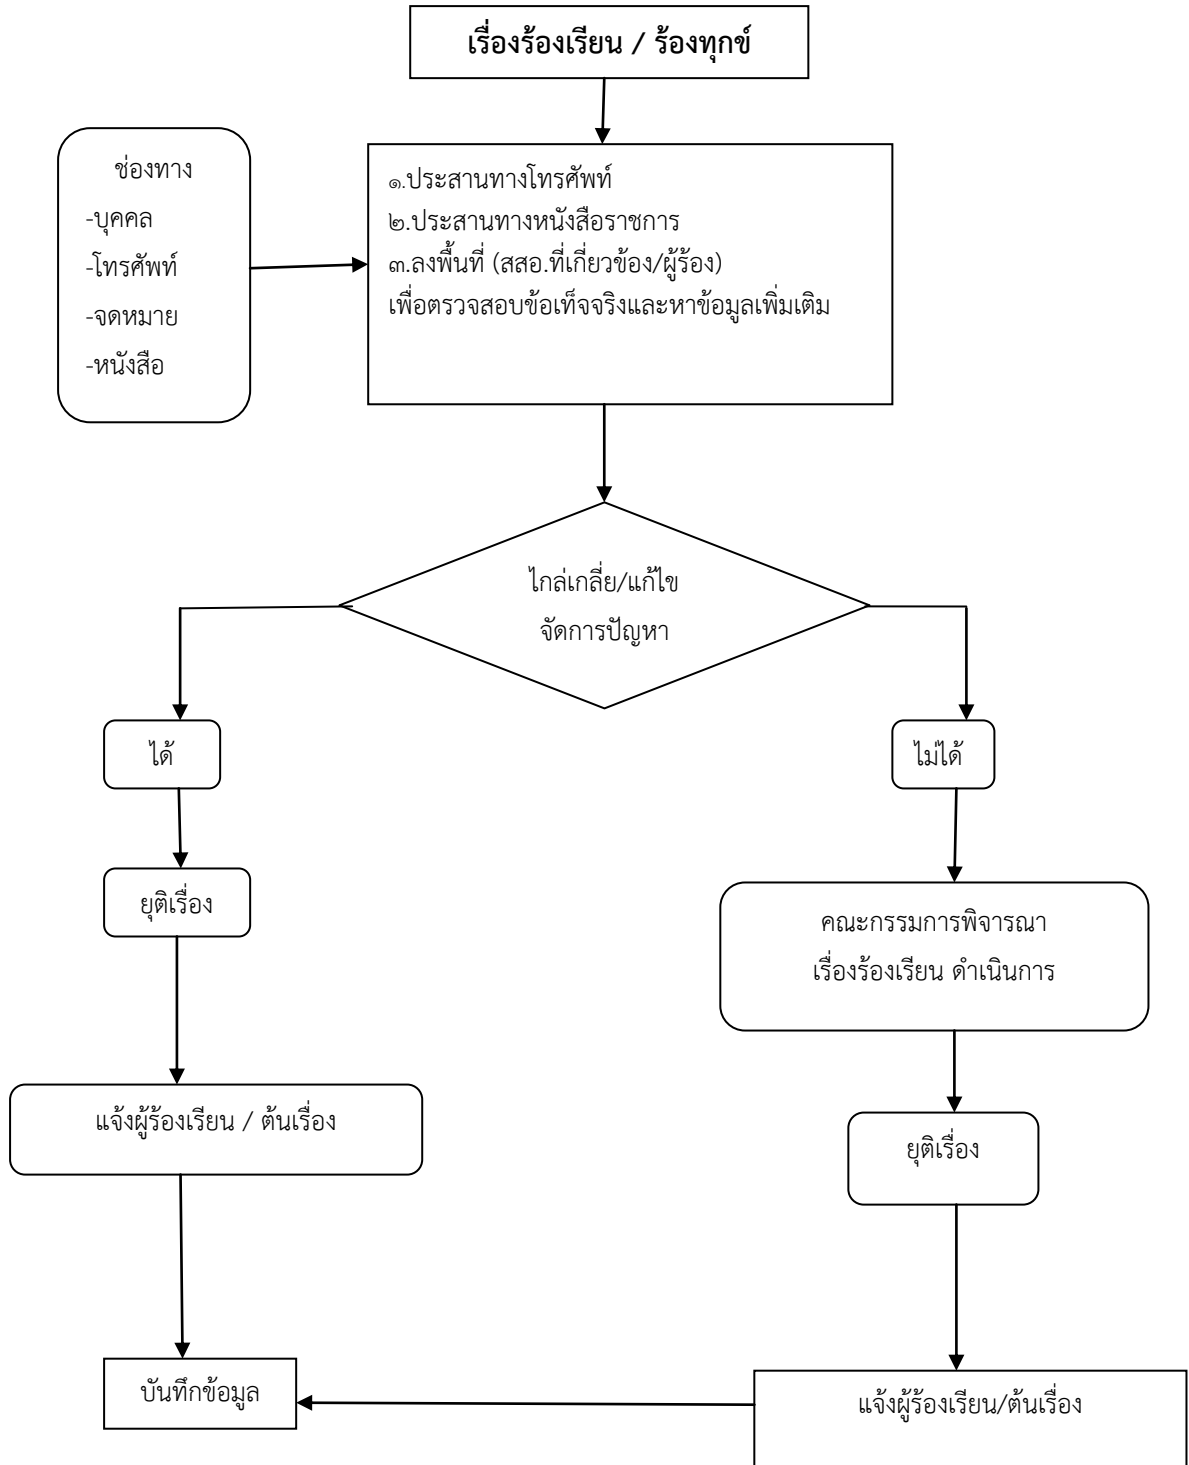 เรื่องร้องเรียน / ร้องทุกข์
ช่องทาง
-บุคคล
-โทรศัพท์
-จดหมาย
-หนังสือ
๑.ประสานทางโทรศัพท์
๒.ประสานทางหนังสือราชการ
๓.ลงพื้นที่ (สสอ.ที่เกี่ยวข้อง/ผู้ร้อง)
เพื่อตรวจสอบข้อเท็จจริงและหาข้อมูลเพิ่มเติม
ไกล่เกลี่ย/แก้ไข
จัดการปัญหา
ได้
ไม่ได้
ยุติเรื่อง
คณะกรรมการพิจารณา
เรื่องร้องเรียน ดำเนินการ
แจ้งผู้ร้องเรียน / ต้นเรื่อง
ยุติเรื่อง
บันทึกข้อมูล
แจ้งผู้ร้องเรียน/ต้นเรื่อง